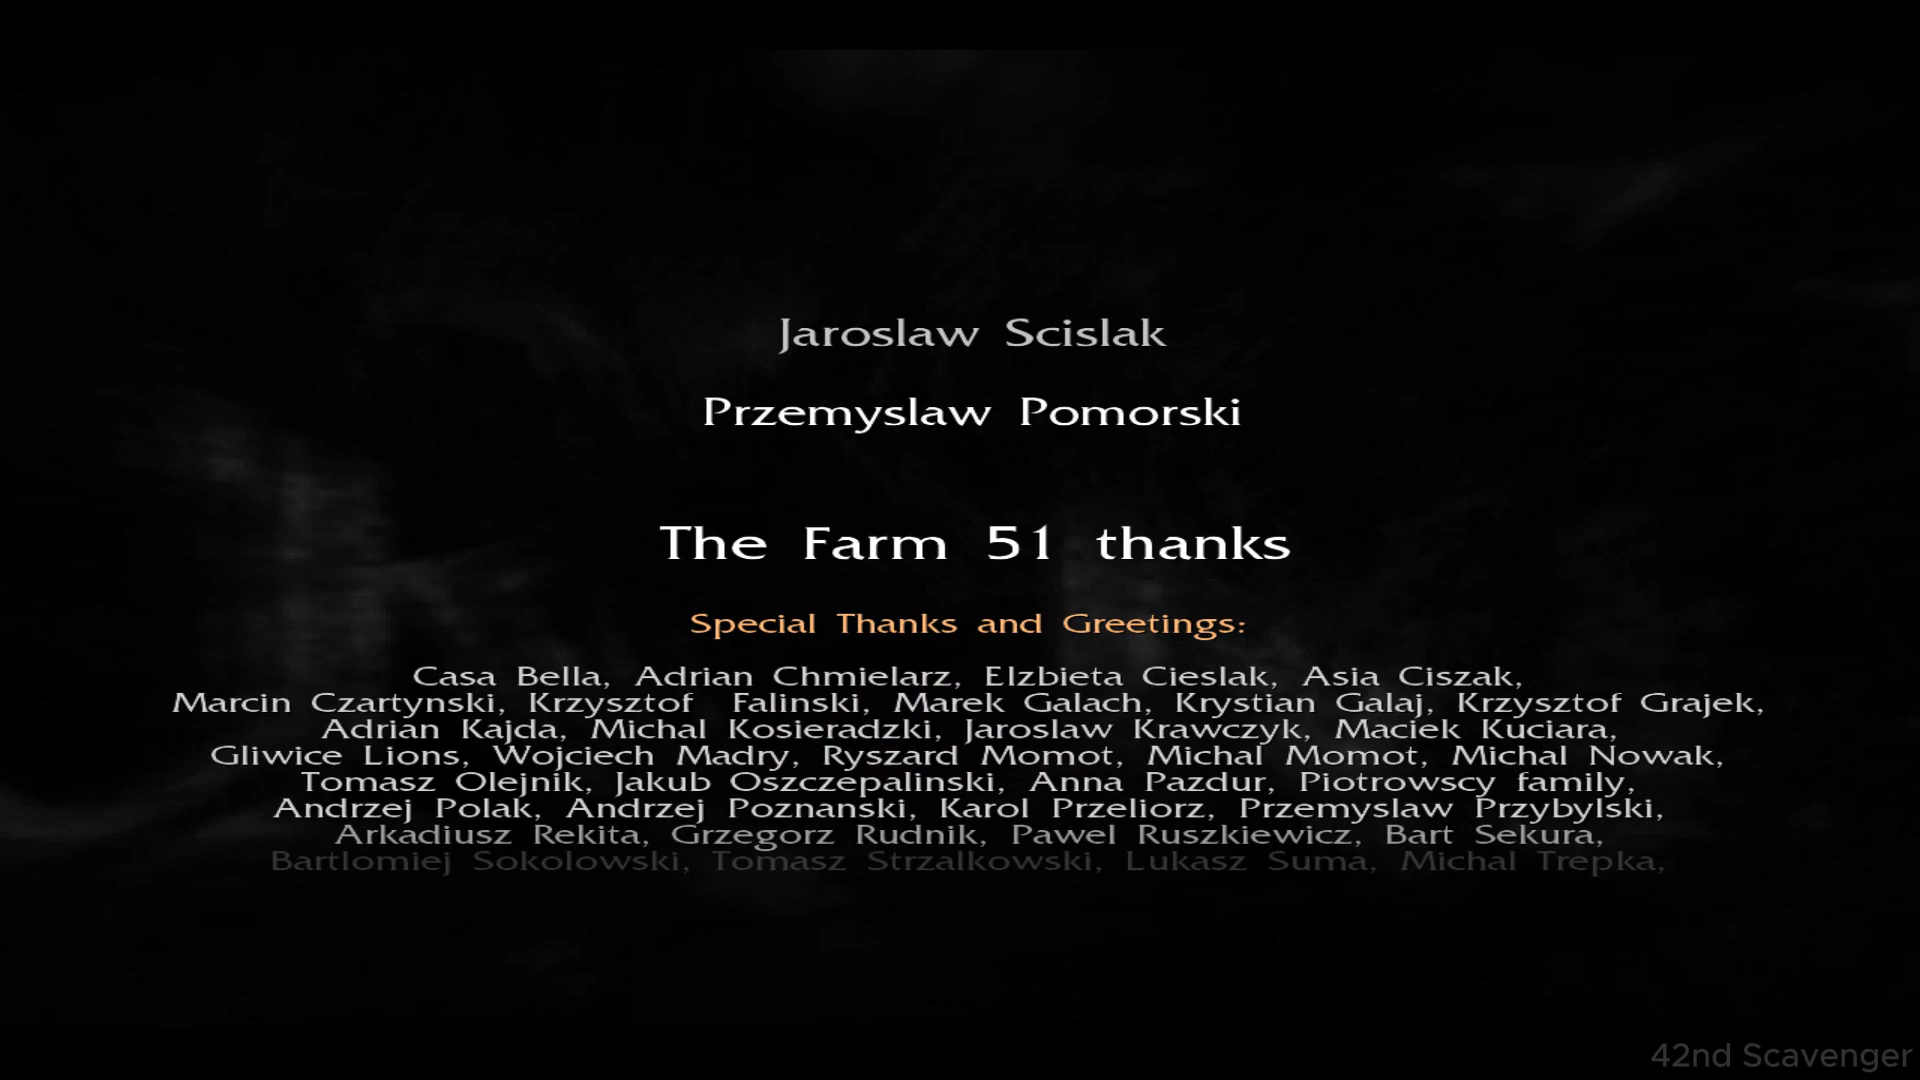 Jaroslaw Scislak
Przemyslaw Pomorski
The Farm 51 thanks
Special Thanks and Greetings:
Casa Bella, Adrian Chmielarz, Elzbieta Cieslak, Asia Ciszak,
Marcin Czartynski, Krzysztof Falinski, Marek Galach, Krystian Galaj, Krzysztof Grajek,
Adrian Kajda, Michal Kosieradzki, Jaroslaw Krawczyk, Maciek Kuciara,
Gliwice Lions, Wojciech Madry, Ryszard Momot, Michal Momot, Michal Nowak,
Tomasz Olejnik, Jakub Oszczepalinski, Anna Pazdur, Piotrowscy family,
Andrzej Polak, Andrzej Poznanski, Karol Przeliorz, Przemyslaw Przybylski,
Arkadiusz Rekita, Grzegorz Rudnik, Pawel Ruszkiewicz, Bart Sekura,
Bartlomiej Sokolowski, Tomasz Strzalkowski, Lukasz Suma, Michal Trepka,
42nd Scavenger